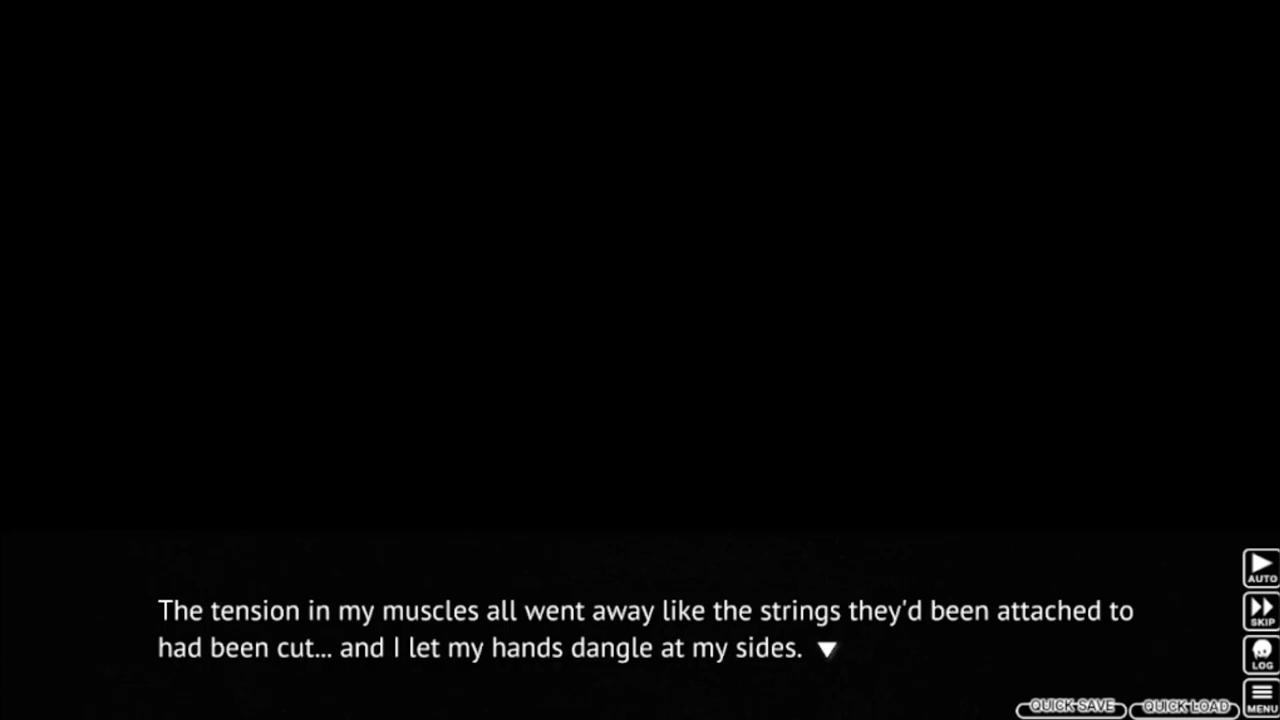 The tension in my muscles all went away like the strings they'd been attached to
had been cut... and I let my hands dangle at my sides.
AUTO
SKIP
LOG
MENU
QUICK SAVE QUICK LOAD